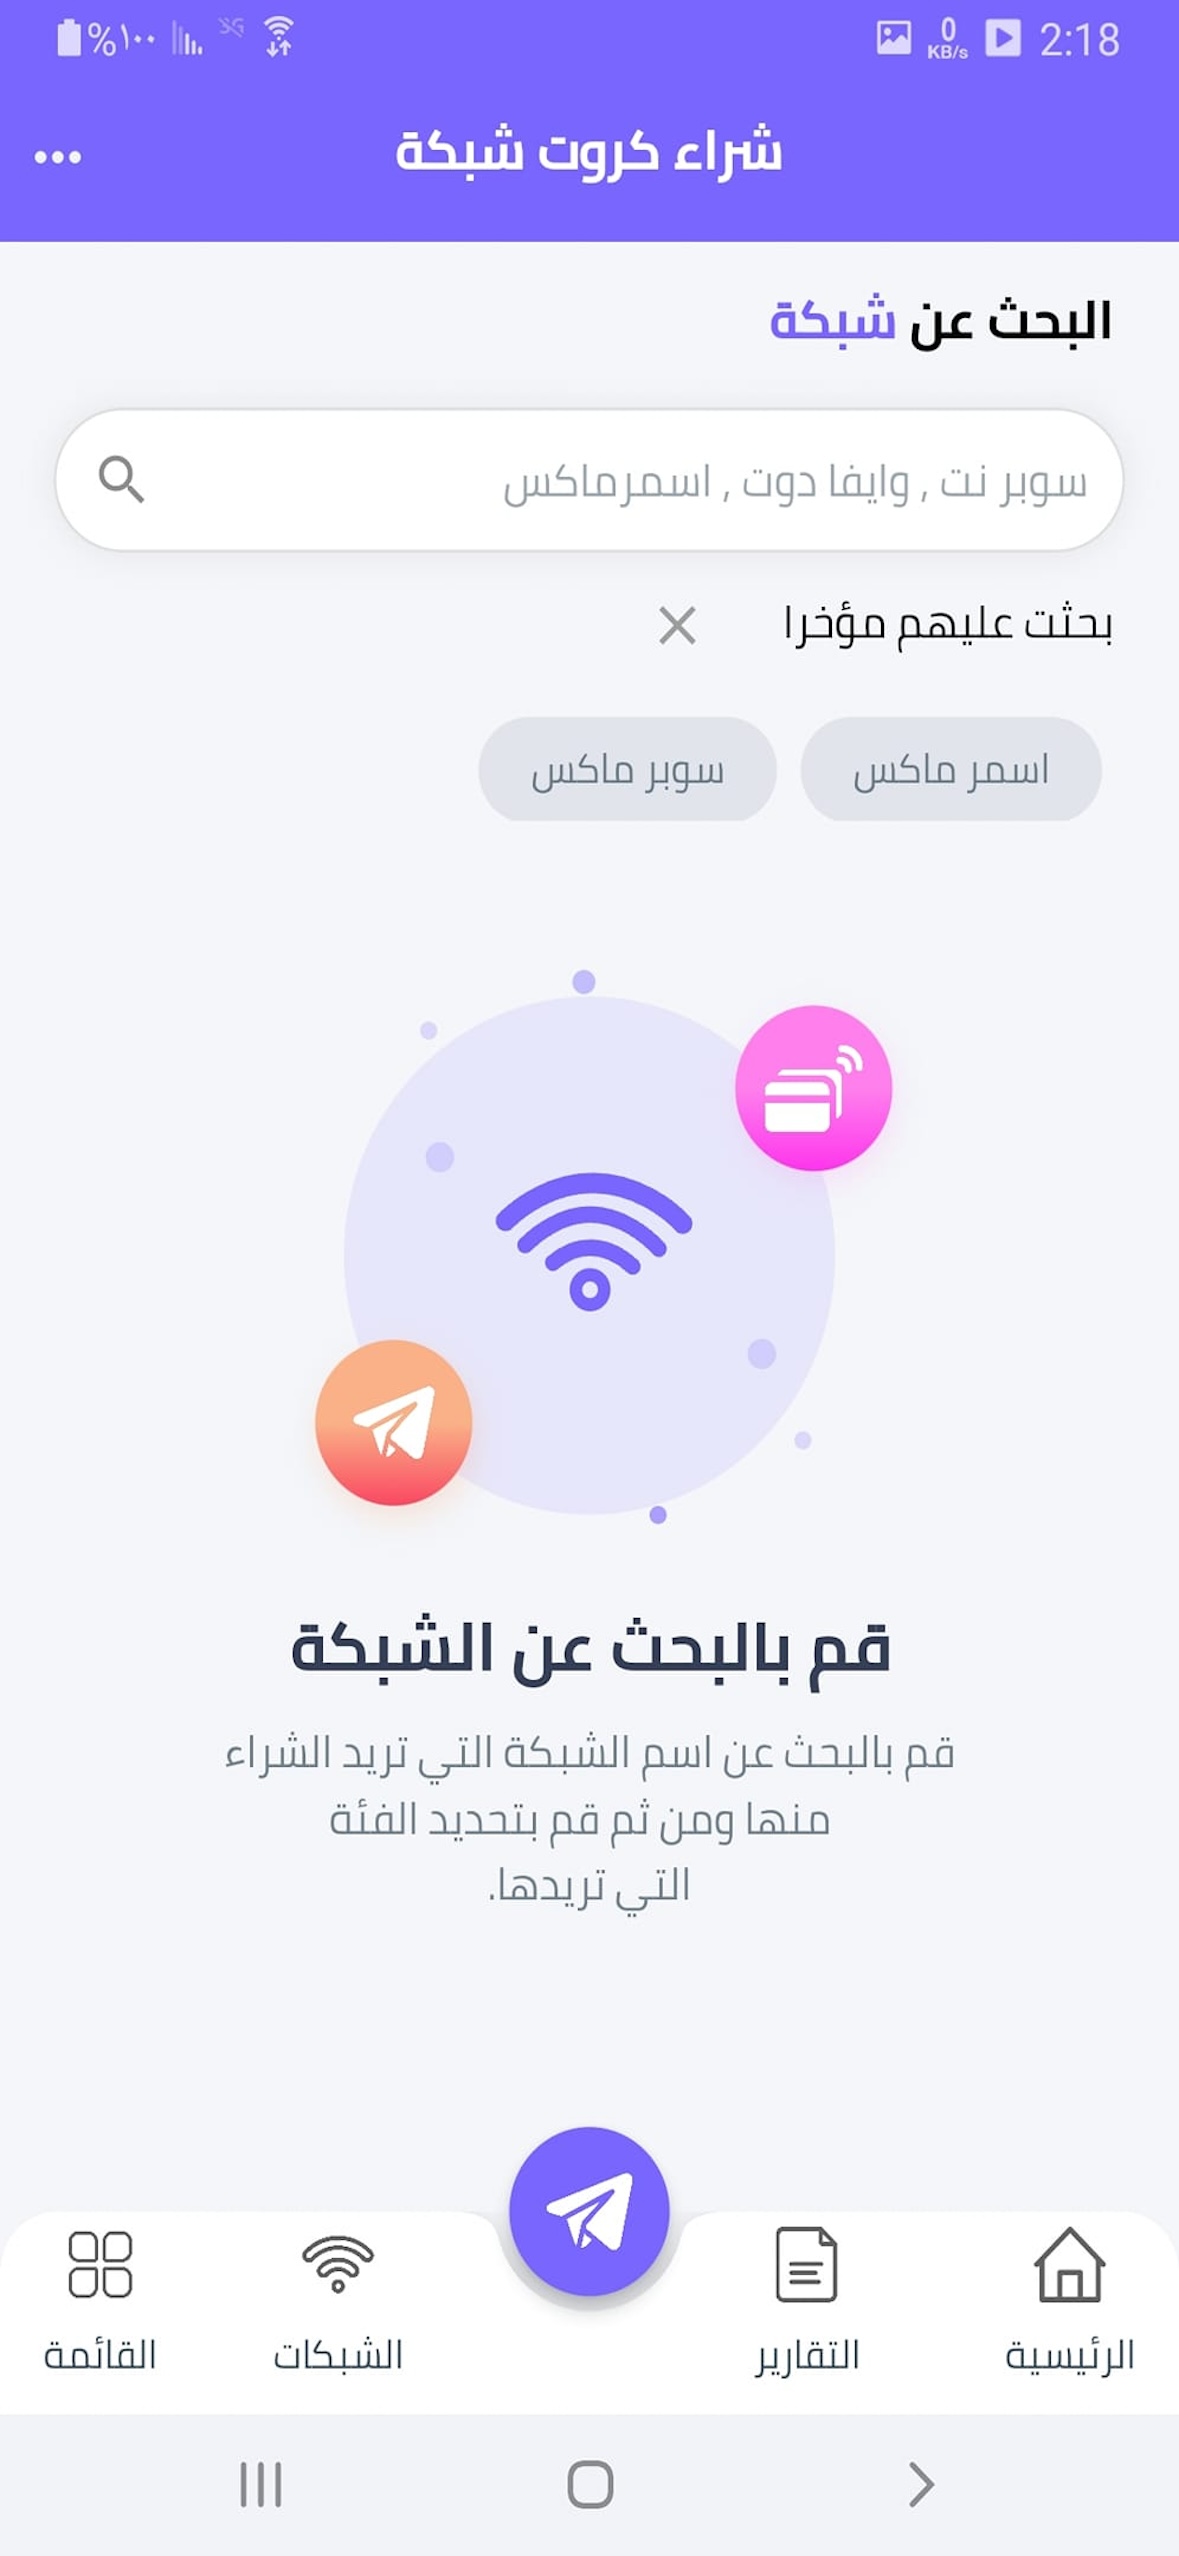 %١٠٠ 3G 0 KB/s 2:18
شراء كروت شبكة
البحث عن شبكة
سوبر نت , وايفا دوت , اسمرماكس
بحثت عليهم مؤخرا
اسمر ماكس سوبر ماكس
قم بالبحث عن الشبكة
قم بالبحث عن اسم الشبكة التي تريد الشراء
منها ومن ثم قم بتحديد الفئة
التي تريدها.
الرئيسية التقارير الشبكات القائمة